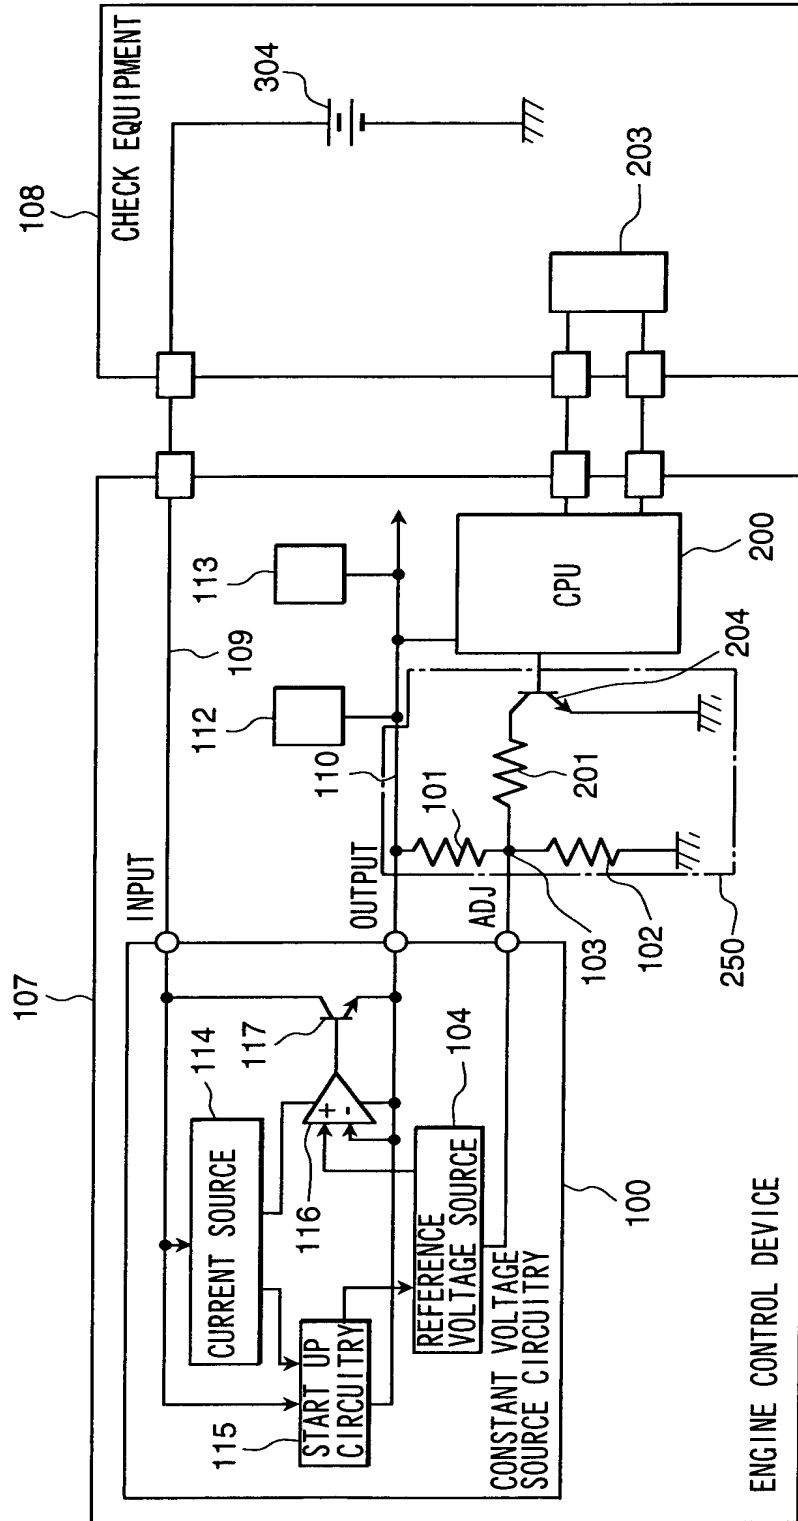 107
108
CHECK EQUIPMENT
304
INPUT
109
112
113
114
CURRENT SOURCE
117
OUTPUT
110
101
115
START UP
CIRCUITRY
116
104
REFERENCE
VOLTAGE SOURCE
ADJ
103
102
201
204
CPU
200
203
CONSTANT VOLTAGE
SOURCE CIRCUITRY
100
250
+
-
ENGINE CONTROL DEVICE